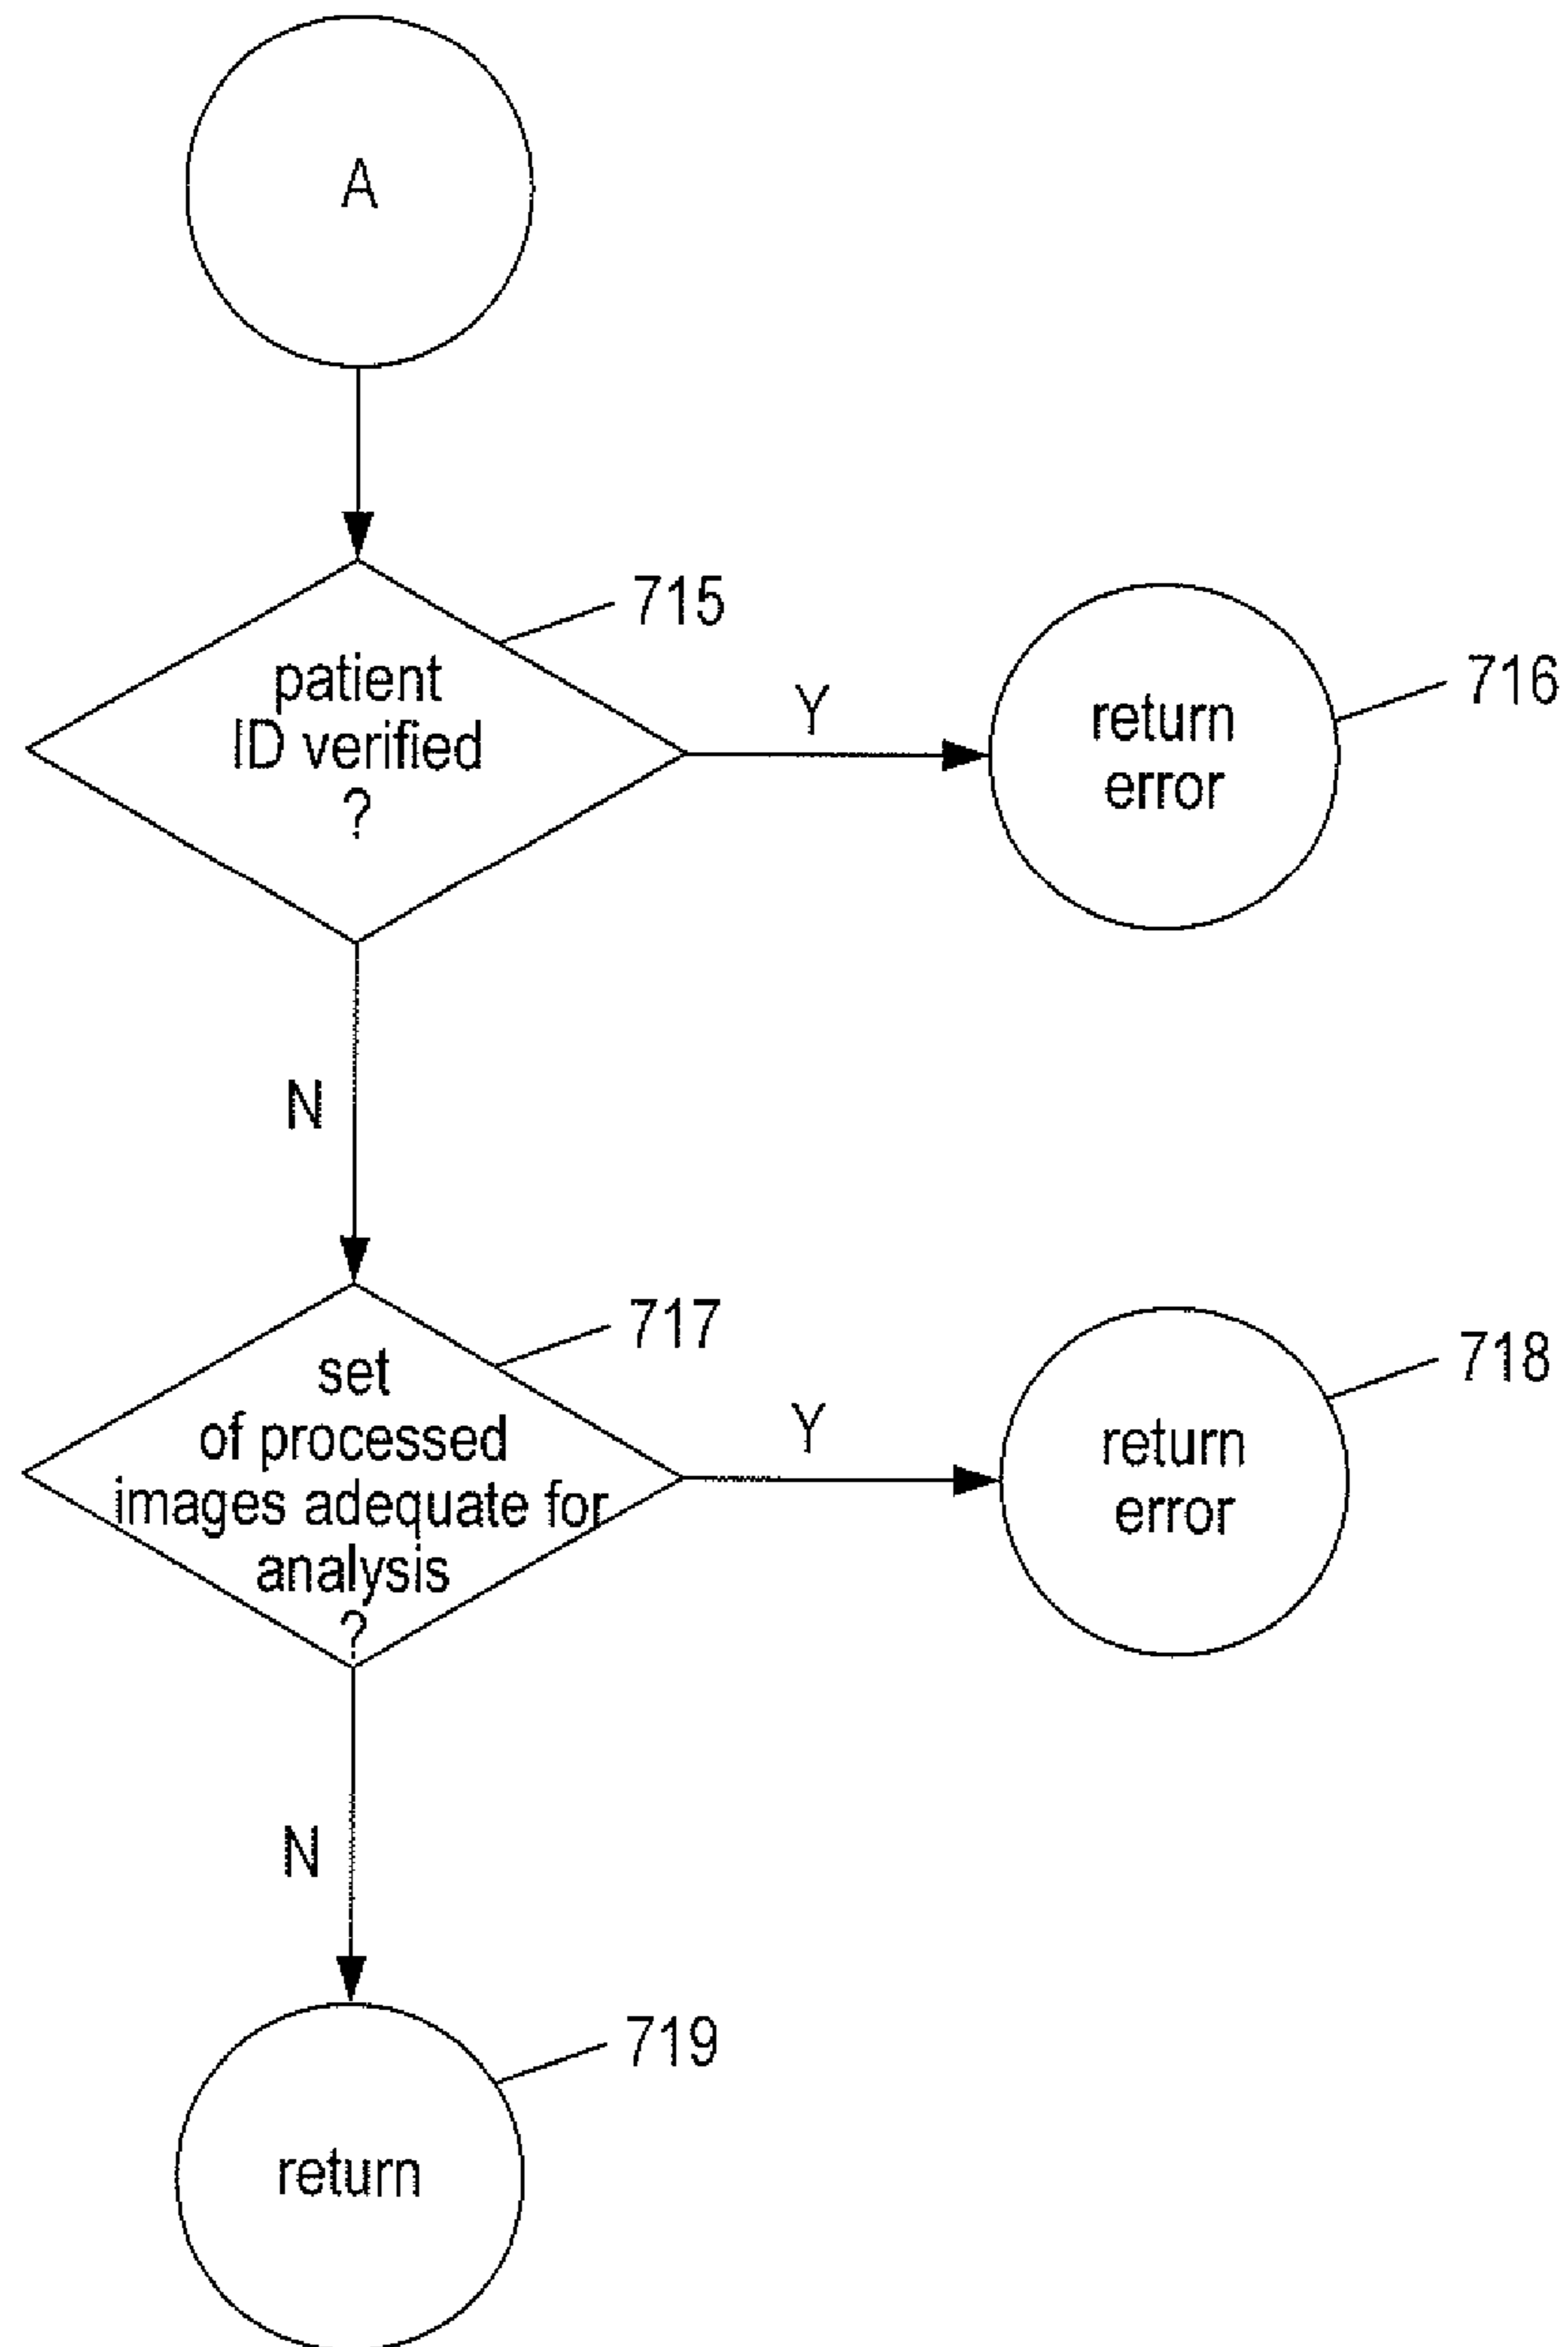 A
715
patient
ID verified
?
Y
return
error
716
N
717
set
of processed
images adequate for
analysis
?
Y
return
error
718
N
719
return